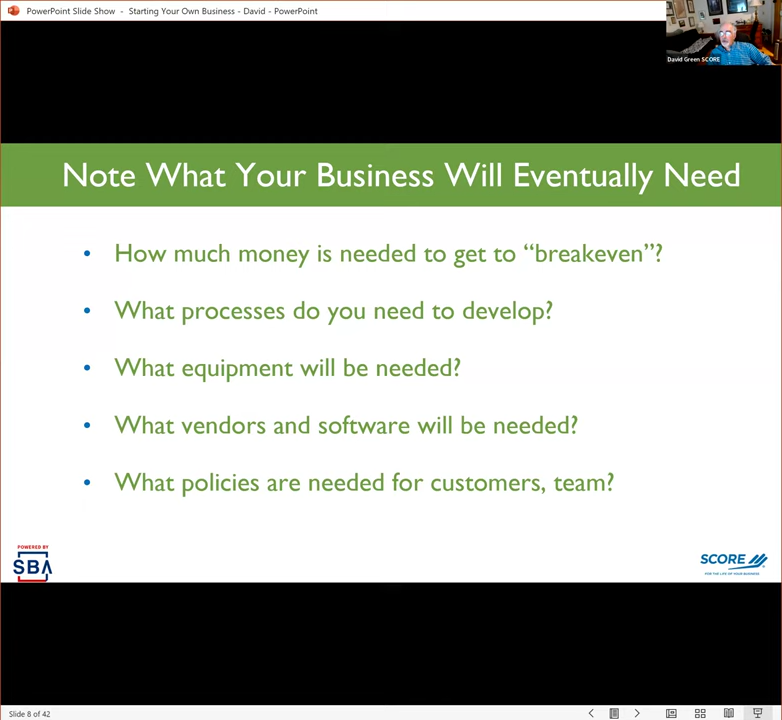 PowerPoint Slide Show - Starting Your Own Business - David - PowerPoint
David Green SCORE
Note What Your Business Will Eventually Need
• How much money is needed to get to “breakeven”?
• What processes do you need to develop?
• What equipment will be needed?
• What vendors and software will be needed?
• What policies are needed for customers, team?
POWERED BY
SBA
SCORE
FOR THE LIFE OF YOUR BUSINESS
Slide 8 of 42